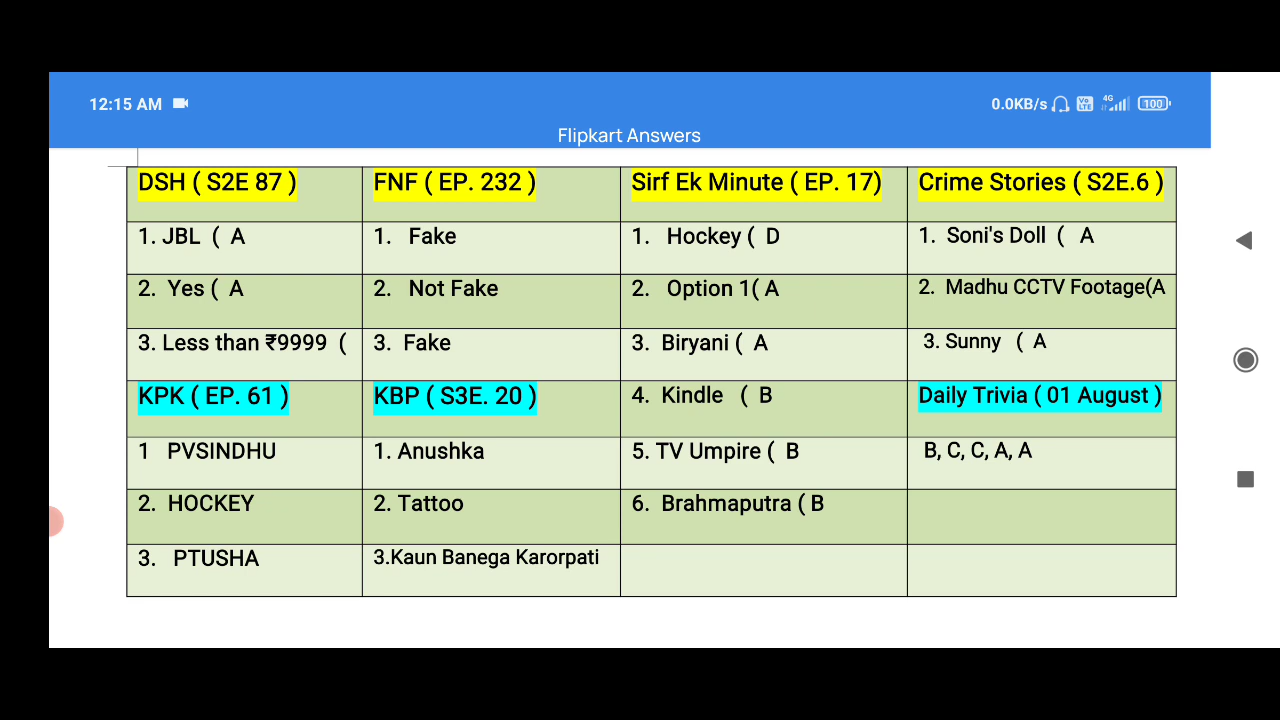 12:15 AM
0.0KB/s VO LTE 4G 100
Flipkart Answers
DSH ( S2E 87 ) FNF ( EP. 232 ) Sirf Ek Minute ( EP. 17) Crime Stories ( S2E.6 )
1. JBL ( A 1. Fake 1. Hockey ( D 1. Soni's Doll ( A
2. Yes ( A 2. Not Fake 2. Option 1( A 2. Madhu CCTV Footage(A
3. Less than ₹9999 ( 3. Fake 3. Biryani ( A 3. Sunny ( A
KPK ( EP. 61 ) KBP ( S3E. 20 ) 4. Kindle ( B Daily Trivia ( 01 August )
1 PVSINDHU 1. Anushka 5. TV Umpire ( B B, C, C, A, A
2. HOCKEY 2. Tattoo 6. Brahmaputra ( B
3. PTUSHA 3.Kaun Banega Karorpati